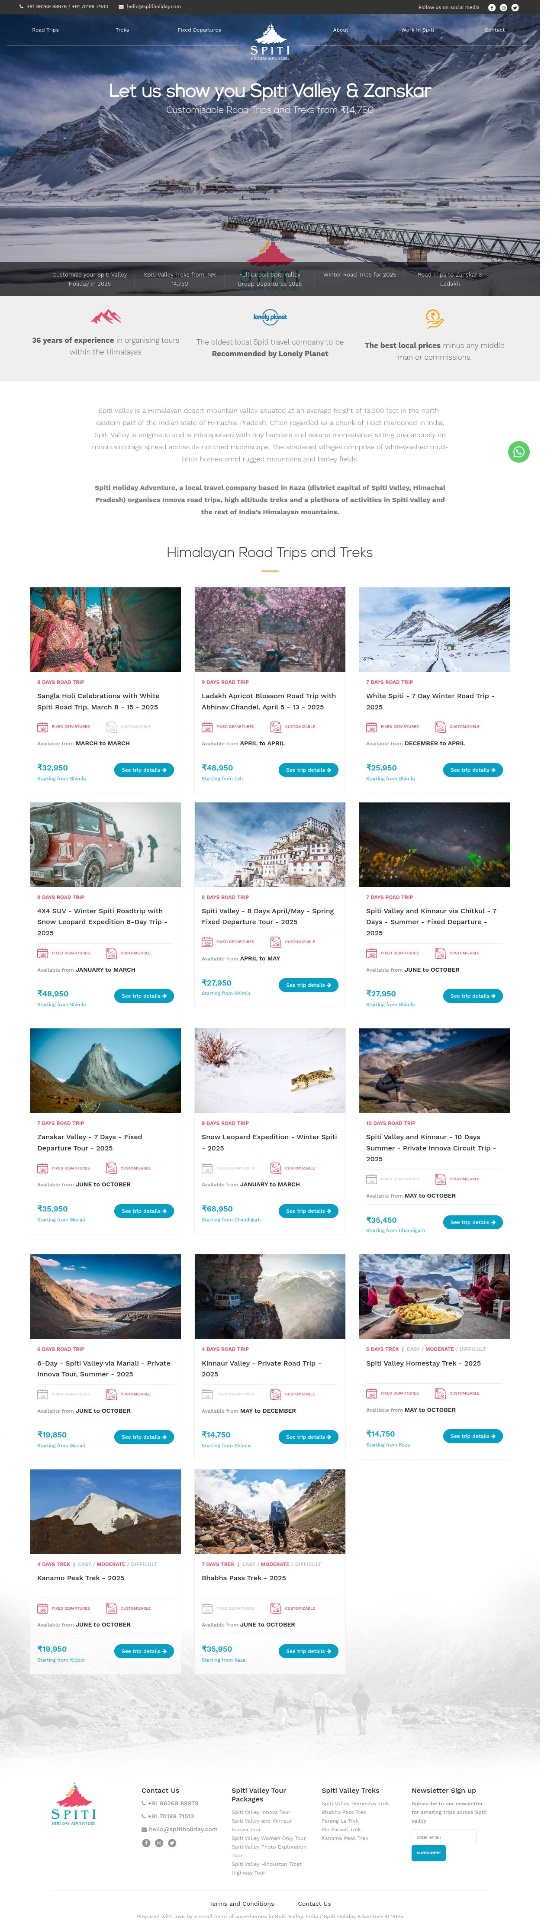 +91 86268 88979 / +91 70188 71513
hello@spitiholiday.com
Follow us on social media
Road Trips
Treks
Fixed Departures
SPITI
HOLIDAY ADVENTURE
About
Work in Spiti
Contact
Let us show you Spiti Valley & Zanskar
Customisable Road Trips and Treks from ₹14,750
Customize your Spiti Valley
Holiday in 2025
Spiti Valley Treks from INR
14,750
Full Circuit Spiti Valley
Group Departures 2025
Winter Road Trips for 2025
Road Trips to Zanskar &
Ladakh
36 years of experience in organising tours
within the Himalayas
lonely planet
The oldest local Spiti travel company to be
Recommended by Lonely Planet
The best local prices minus any middle
man or commissions.
Spiti Valley is a Himalayan desert mountain valley situated at an average height of 13,000 feet in the north
eastern part of the Indian state of Himachal Pradesh. Often regarded as a chunk of Tibet marooned in India,
Spiti Valley is enigmatic and is interspersed with tiny hamlets and serene monasteries sitting precariously on
mountain crags spread across its notched moonscape. The scattered villages comprise of whitewashed mud-
brick homes amid rugged mountains and barley fields.
Spiti Holiday Adventure, a local travel company based in Kaza (district capital of Spiti Valley, Himachal
Pradesh) organises Innova road trips, high altitude treks and a plethora of activities in Spiti Valley and
the rest of India's Himalayan mountains.
Himalayan Road Trips and Treks
8 DAYS ROAD TRIP
Sangla Holi Celebrations with White
Spiti Road Trip, March 8 - 15 - 2025
FIXED DEPARTURES CUSTOMIZABLE
Available from MARCH to MARCH
₹32,950
Starting from Shimla
See trip details
9 DAYS ROAD TRIP
Ladakh Apricot Blossom Road Trip with
Abhinav Chandel, April 5 - 13 - 2025
FIXED DEPARTURES CUSTOMIZABLE
Available from APRIL to APRIL
₹48,950
Starting from Leh
See trip details
7 DAYS ROAD TRIP
White Spiti - 7 Day Winter Road Trip -
2025
FIXED DEPARTURES CUSTOMIZABLE
Available from DECEMBER to APRIL
₹25,950
Starting from Shimla
See trip details
8 DAYS ROAD TRIP
4X4 SUV - Winter Spiti Roadtrip with
Snow Leopard Expedition 8-Day Trip -
2025
FIXED DEPARTURES CUSTOMIZABLE
Available from JANUARY to MARCH
₹48,950
Starting from Shimla
See trip details
8 DAYS ROAD TRIP
Spiti Valley - 8 Days April/May - Spring
Fixed Departure Tour - 2025
FIXED DEPARTURES CUSTOMIZABLE
Available from APRIL to MAY
₹27,950
Starting from Shimla
See trip details
7 DAYS ROAD TRIP
Spiti Valley and Kinnaur via Chitkul - 7
Days - Summer - Fixed Departure -
2025
FIXED DEPARTURES CUSTOMIZABLE
Available from JUNE to OCTOBER
₹27,950
Starting from Shimla
See trip details
7 DAYS ROAD TRIP
Zanskar Valley - 7 Days - Fixed
Departure Tour - 2025
FIXED DEPARTURES CUSTOMIZABLE
Available from JUNE to OCTOBER
₹35,950
Starting from Manali
See trip details
9 DAYS ROAD TRIP
Snow Leopard Expedition - Winter Spiti
- 2025
FIXED DEPARTURES CUSTOMIZABLE
Available from JANUARY to MARCH
₹68,950
Starting from Chandigarh
See trip details
10 DAYS ROAD TRIP
Spiti Valley and Kinnaur - 10 Days
Summer - Private Innova Circuit Trip -
2025
FIXED DEPARTURES CUSTOMIZABLE
Available from MAY to OCTOBER
₹35,450
Starting from Chandigarh
See trip details
6 DAYS ROAD TRIP
6-Day - Spiti Valley via Manali - Private
Innova Tour, Summer - 2025
FIXED DEPARTURES CUSTOMIZABLE
Available from JUNE to OCTOBER
₹19,850
Starting from Manali
See trip details
4 DAYS ROAD TRIP
Kinnaur Valley - Private Road Trip -
2025
FIXED DEPARTURES CUSTOMIZABLE
Available from MAY to DECEMBER
₹14,750
Starting from Shimla
See trip details
5 DAYS TREK | EASY / MODERATE / DIFFICULT
Spiti Valley Homestay Trek - 2025
FIXED DEPARTURES CUSTOMIZABLE
Available from MAY to OCTOBER
₹14,750
Starting from Kaza
See trip details
4 DAYS TREK | EASY / MODERATE / DIFFICULT
Kanamo Peak Trek - 2025
FIXED DEPARTURES CUSTOMIZABLE
Available from JUNE to OCTOBER
₹19,950
Starting from Kibber
See trip details
7 DAYS TREK | EASY / MODERATE / DIFFICULT
Bhabha Pass Trek - 2025
FIXED DEPARTURES CUSTOMIZABLE
Available from JUNE to OCTOBER
₹35,950
Starting from Kaza
See trip details
SPITI
HOLIDAY ADVENTURE
Contact Us
+91 86268 88979
+91 70188 71513
hello@spitiholiday.com
Spiti Valley Tour
Packages
Spiti Valley Innova Tour
Spiti Valley and Kinnaur
Innova Tour
Spiti Valley Women Only Tour
Spiti Valley Photo Exploration
Tour
Spiti Valley Hindustan Tibet
Highway Tour
Spiti Valley Treks
Spiti Valley Homestay Trek
Bhabha Pass Trek
Parang La Trek
Pin Parvati Trek
Kanamo Peak Trek
Newsletter Sign up
Subscribe to our newsletter
for amazing trips across Spiti
Valley
Enter email
SUBSCRIBE
Terms and Conditions
Contact Us
Prepared with love by a small band of superheroes in Spiti Valley, India / Spiti Holiday Adventure © 2025